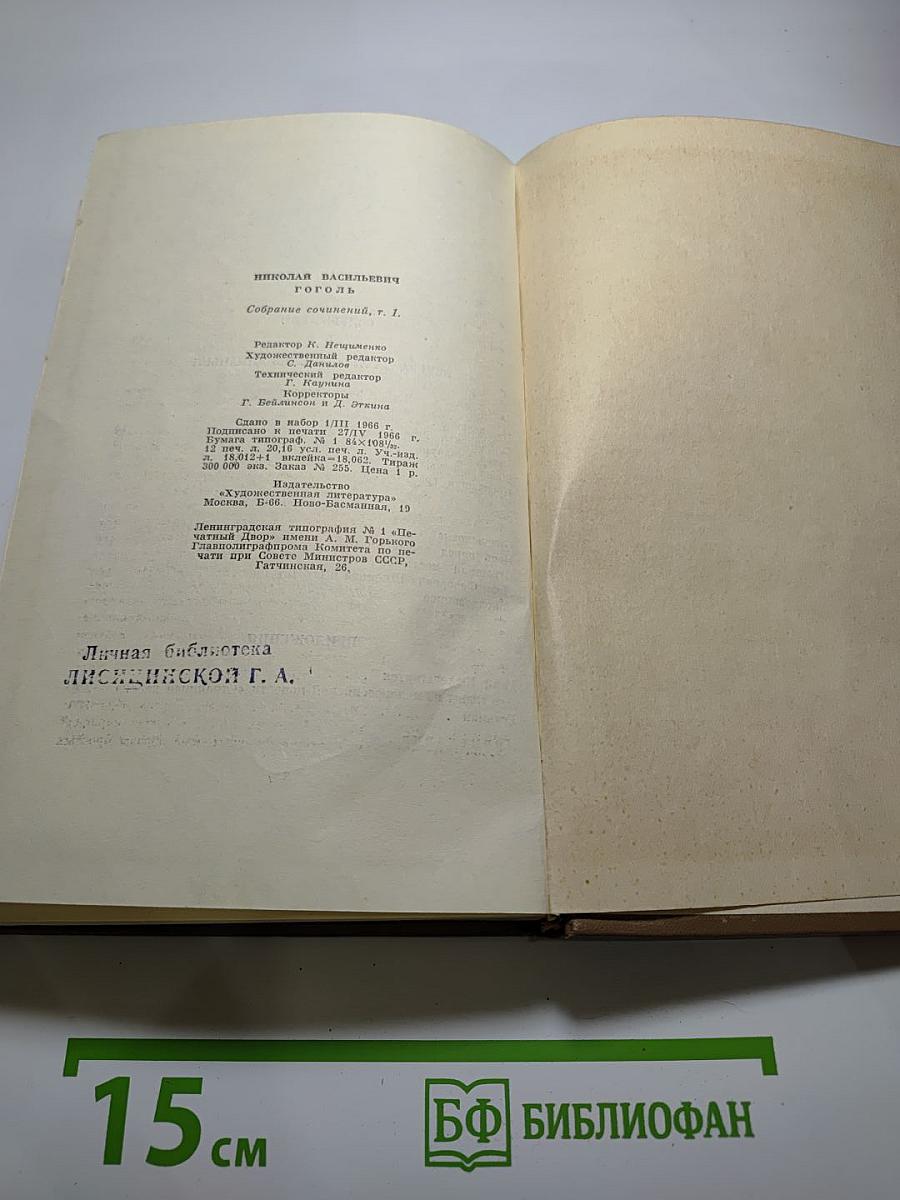 НИКОЛАЙ ВАСИЛЬЕВИЧ
ГОГОЛЬ
Собрание сочинений, т. 1.
Редактор К. Нещименко
Художественный редактор
С. Данилов
Технический редактор
Г. Каунина
Корректоры
Г. Бейлинсон и Д. Эткина
Сдано в набор 1/III 1966 г.
Подписано к печати 27/IV 1966 г.
Бумага типограф. № 1 84×108¹/₃₂.
12 печ. л. 20,16 усл. печ. л. Уч.-изд.
л. 18,012+1 вклейка=18,062. Тираж
300 000 экз. Заказ № 255. Цена 1 р.
Издательство
«Художественная литература»
Москва, Б-66. Ново-Басманная, 19
Ленинградская типография № 1 «Пе-
чатный Двор» имени А. М. Горького
Главполиграфпрома Комитета по пе-
чати при Совете Министров СССР,
Гатчинская, 26.
Личная библиотека
ЛИСИЦИНСКОЙ Г. А.
15 см
БФ БИБЛИОФАН